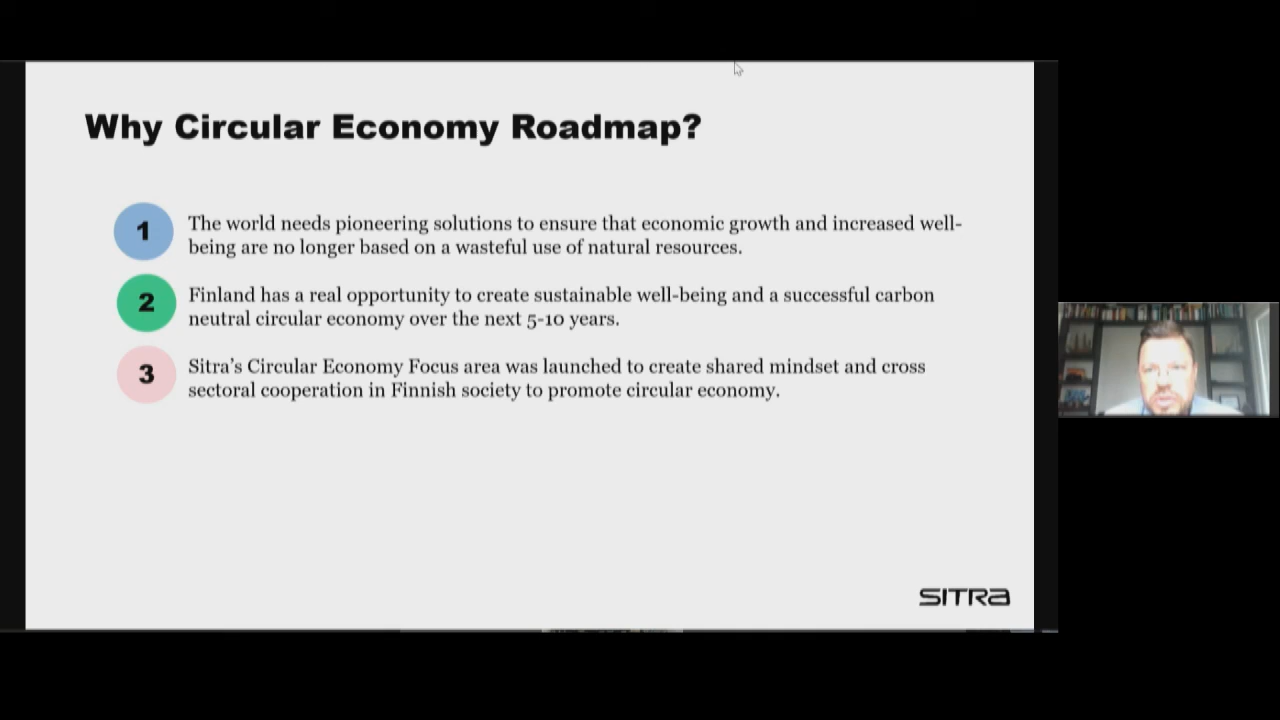 Why Circular Economy Roadmap?
1
The world needs pioneering solutions to ensure that economic growth and increased well-
being are no longer based on a wasteful use of natural resources.
2
Finland has a real opportunity to create sustainable well-being and a successful carbon
neutral circular economy over the next 5-10 years.
3
Sitra’s Circular Economy Focus area was launched to create shared mindset and cross
sectoral cooperation in Finnish society to promote circular economy.
SITRA